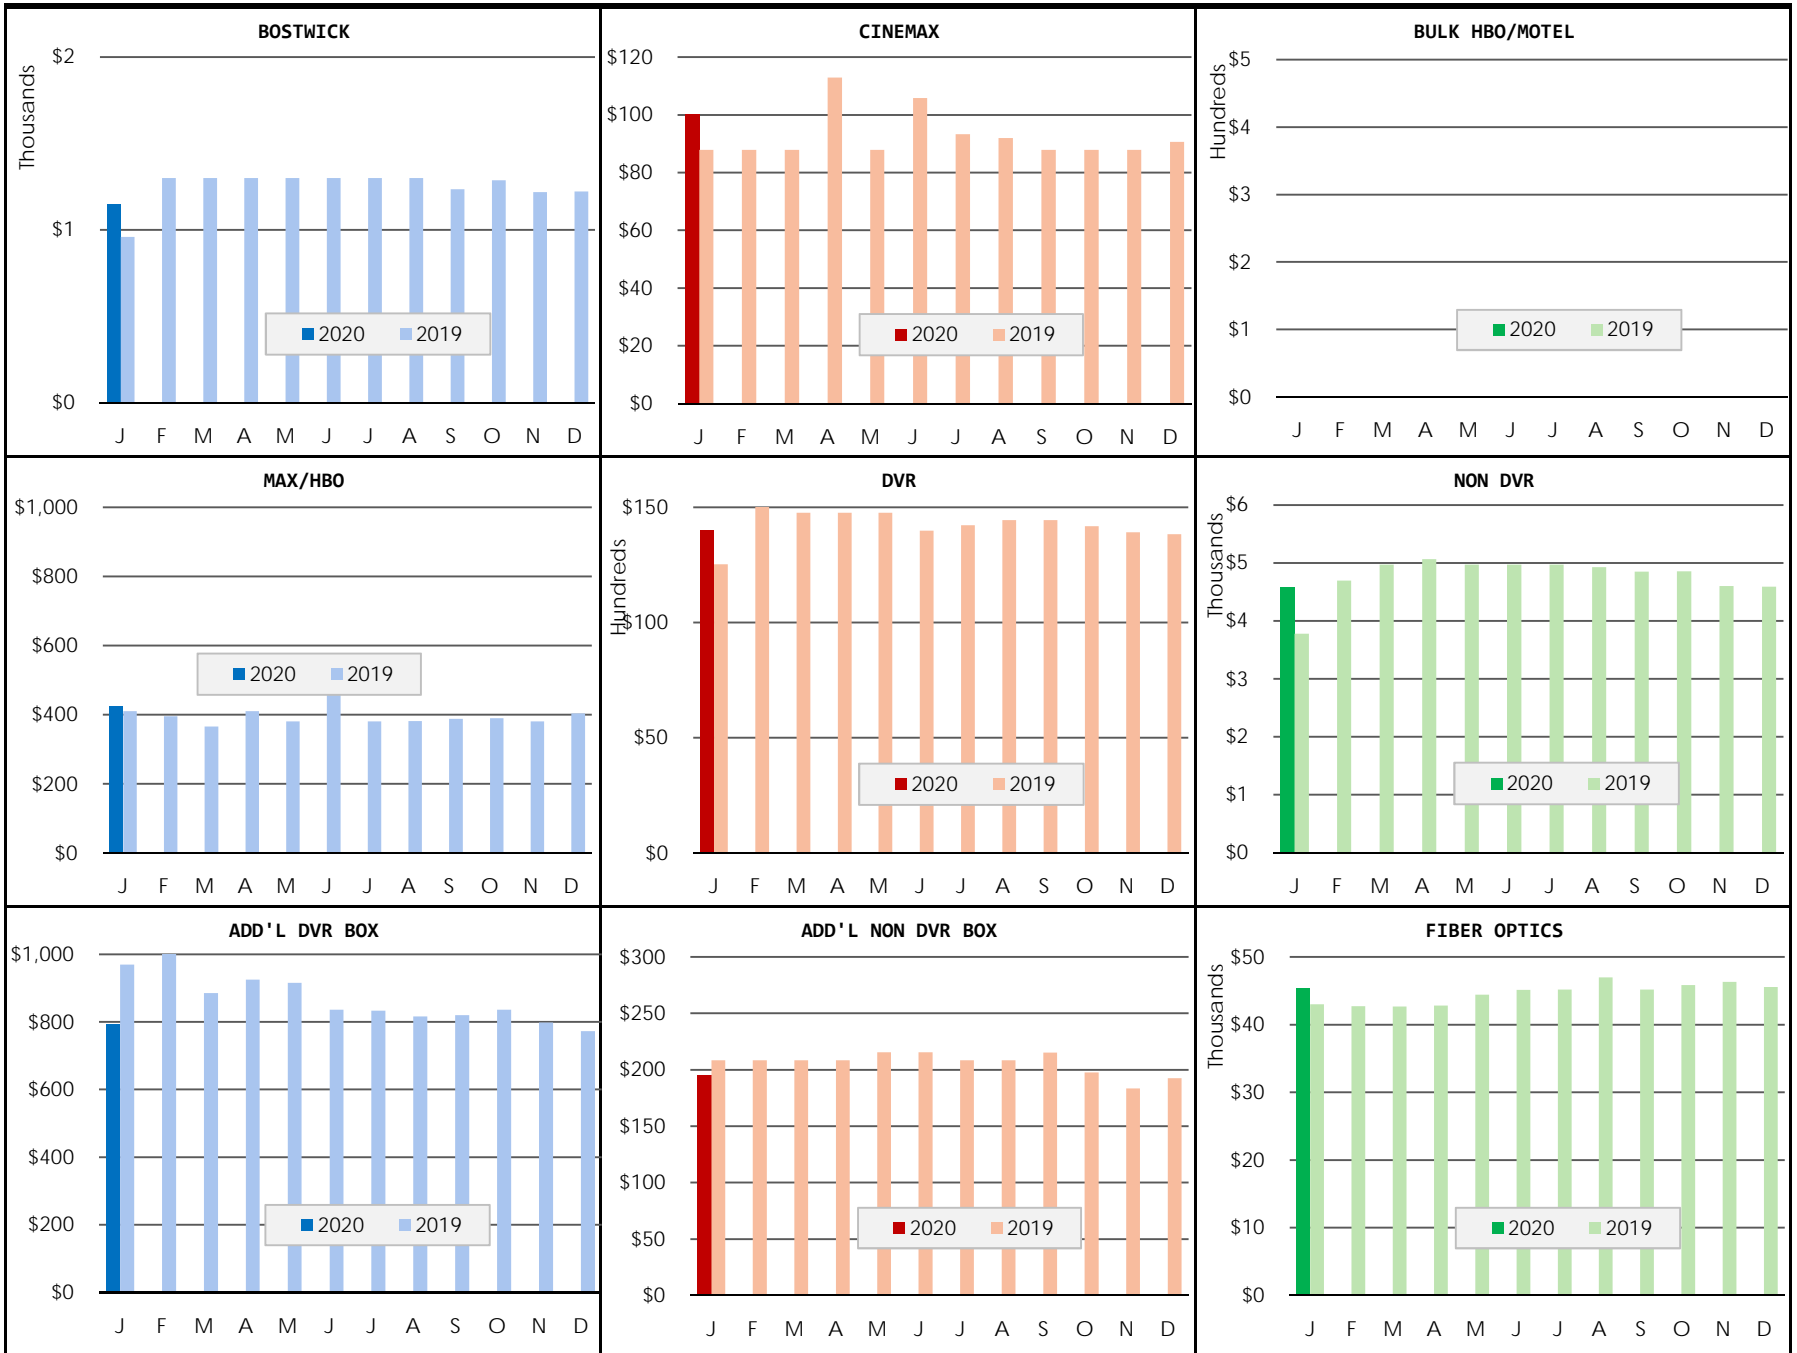 BOSTWICK
Thousands
$2
$1
$0
J F M A M J J A S O N D
2020 2019
CINEMAX
$120
$100
$80
$60
$40
$20
$0
J F M A M J J A S O N D
2020 2019
BULK HBO/MOTEL
Hundreds
$5
$4
$3
$2
$1
$0
J F M A M J J A S O N D
2020 2019
MAX/HBO
$1,000
$800
$600
$400
$200
$0
J F M A M J J A S O N D
2020 2019
DVR
Hundreds
$150
$100
$50
$0
J F M A M J J A S O N D
2020 2019
NON DVR
Thousands
$6
$5
$4
$3
$2
$1
$0
J F M A M J J A S O N D
2020 2019
ADD'L DVR BOX
$1,000
$800
$600
$400
$200
$0
J F M A M J J A S O N D
2020 2019
ADD'L NON DVR BOX
$300
$250
$200
$150
$100
$50
$0
J F M A M J J A S O N D
2020 2019
FIBER OPTICS
Thousands
$50
$40
$30
$20
$10
$0
J F M A M J J A S O N D
2020 2019